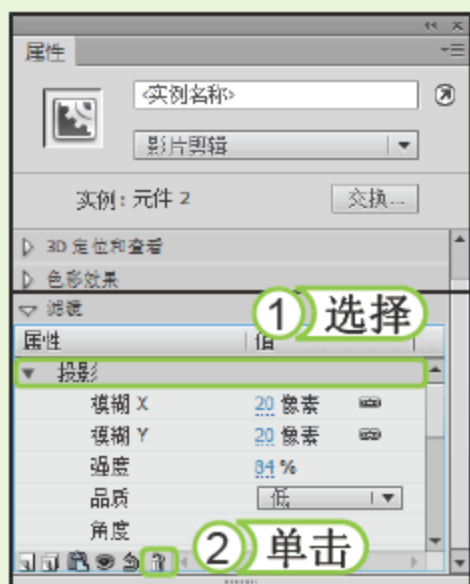 属性
<实例名称>
影片剪辑
实例: 元件 2
交换...
3D 定位和查看
色彩效果
滤镜
① 选择
属性 值
投影
模糊 X 20 像素
模糊 Y 20 像素
强度 84 %
品质 低
角度
② 单击